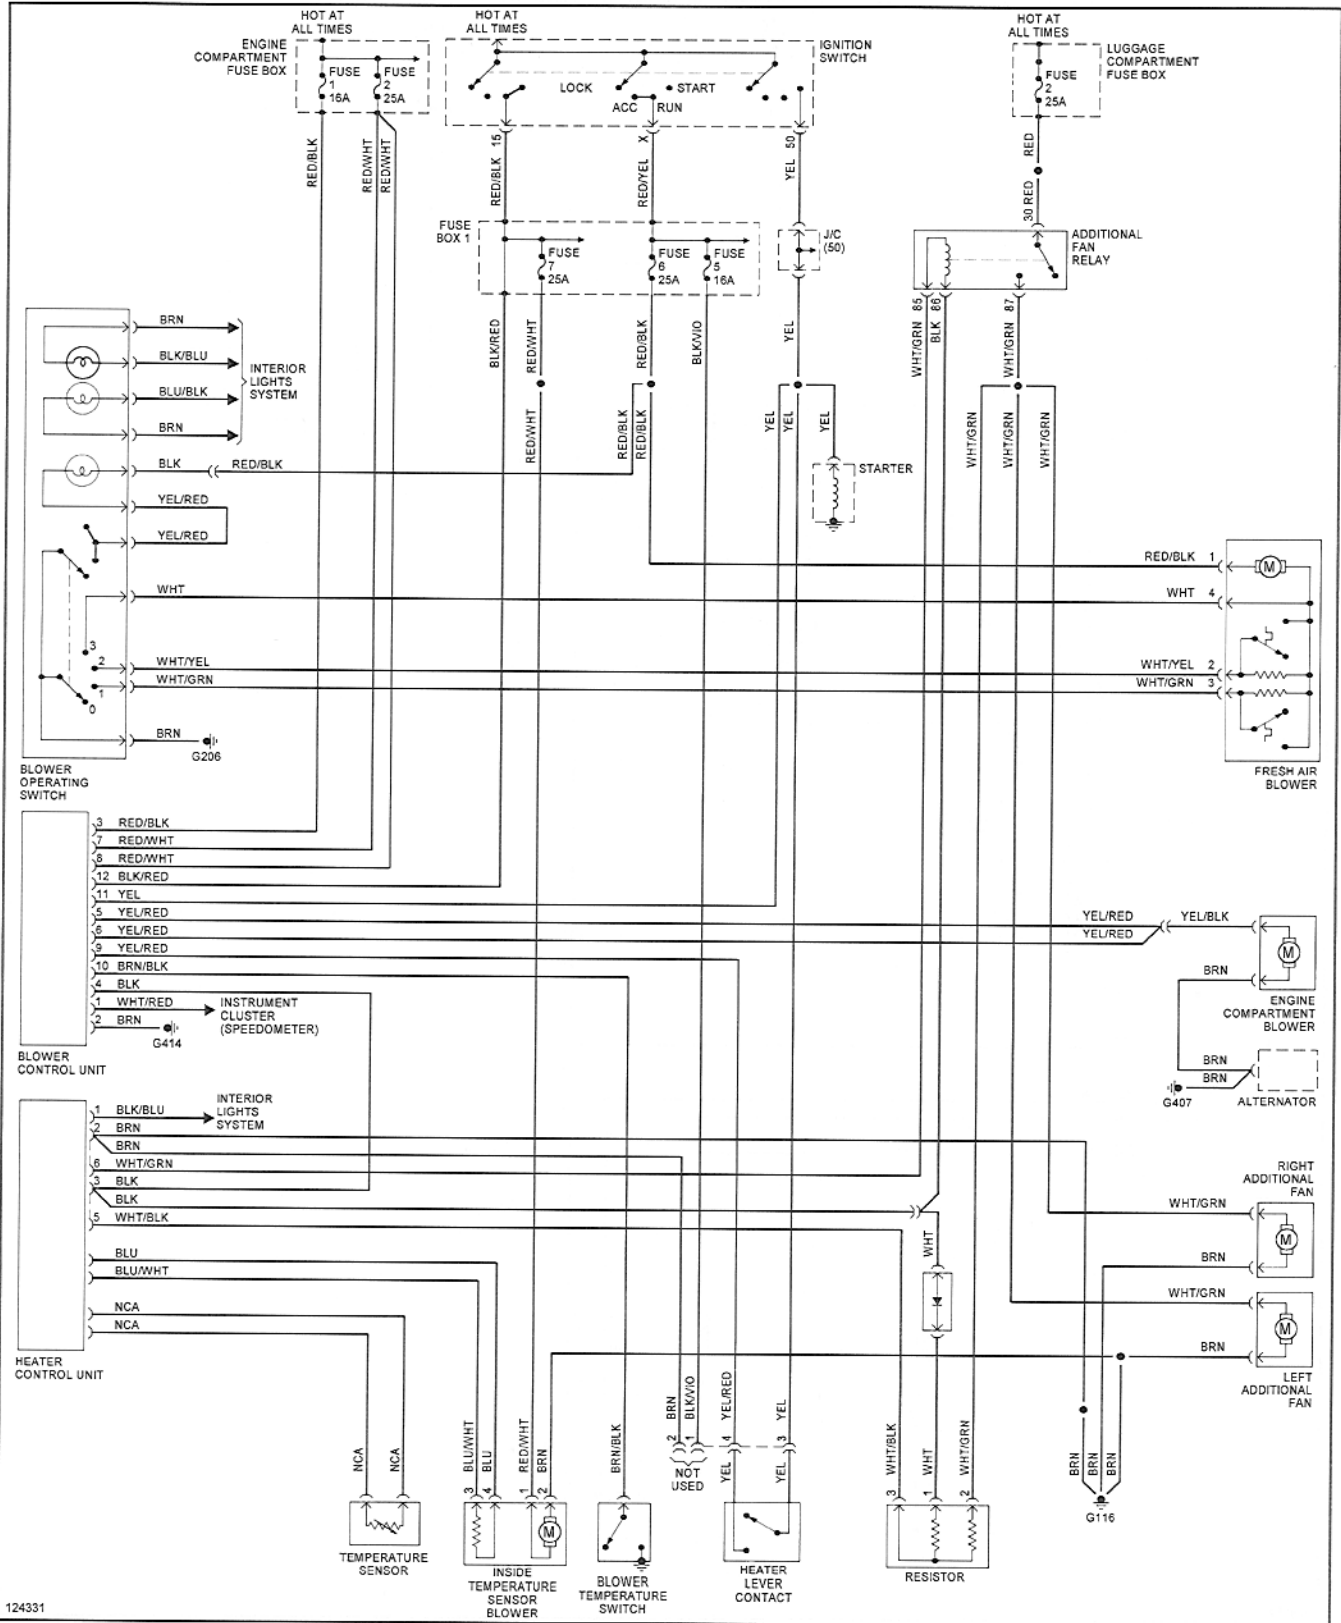 HOT AT
ALL TIMES
HOT AT
ALL TIMES
HOT AT
ALL TIMES
ENGINE
COMPARTMENT
FUSE BOX
FUSE
1
16A
FUSE
2
25A
LOCK
START
ACC
RUN
IGNITION
SWITCH
FUSE
2
25A
LUGGAGE
COMPARTMENT
FUSE BOX
RED/BLK
RED/WHT
RED/WHT
15
RED/BLK
X
RED/YEL
50
YEL
RED
30 RED
FUSE
BOX 1
FUSE
7
25A
FUSE
6
25A
FUSE
5
16A
J/C
(50)
ADDITIONAL
FAN
RELAY
BLK/RED
RED/WHT
RED/BLK
BLK/VIO
YEL
WHT/GRN 85
BLK 86
WHT/GRN 87
BRN
BLK/BLU
BLU/BLK
BRN
INTERIOR
LIGHTS
SYSTEM
RED/WHT
RED/BLK
RED/BLK
YEL
YEL
YEL
WHT/GRN
WHT/GRN
WHT/GRN
BLK
RED/BLK
STARTER
YEL/RED
YEL/RED
WHT
3
2
WHT/YEL
1
WHT/GRN
0
BRN
G206
BLOWER
OPERATING
SWITCH
RED/BLK 1
M
WHT 4
WHT/YEL 2
WHT/GRN 3
FRESH AIR
BLOWER
3 RED/BLK
7 RED/WHT
8 RED/WHT
12 BLK/RED
11 YEL
5 YEL/RED
6 YEL/RED
9 YEL/RED
10 BRN/BLK
4 BLK
1 WHT/RED
2 BRN
G414
INSTRUMENT
CLUSTER
(SPEEDOMETER)
BLOWER
CONTROL UNIT
YEL/RED
YEL/RED
YEL/BLK
M
BRN
ENGINE
COMPARTMENT
BLOWER
BRN
BRN
G407
ALTERNATOR
1 BLK/BLU
2 BRN
BRN
6 WHT/GRN
3 BLK
BLK
5 WHT/BLK
BLU
BLU/WHT
NCA
NCA
INTERIOR
LIGHTS
SYSTEM
HEATER
CONTROL UNIT
RIGHT
ADDITIONAL
FAN
WHT/GRN
M
BRN
WHT
WHT/GRN
M
BRN
LEFT
ADDITIONAL
FAN
NCA
NCA
3 BLU/WHT
4 BLU
1 RED/WHT
2 BRN
BRN/BLK
2 BRN
1 BLK/VIO
4 YEL/RED
3 YEL
NOT
USED
YEL
YEL
3 WHT/BLK
1 WHT
2 WHT/GRN
BRN
BRN
BRN
G116
M
TEMPERATURE
SENSOR
INSIDE
TEMPERATURE
SENSOR
BLOWER
BLOWER
TEMPERATURE
SWITCH
HEATER
LEVER
CONTACT
RESISTOR
124331